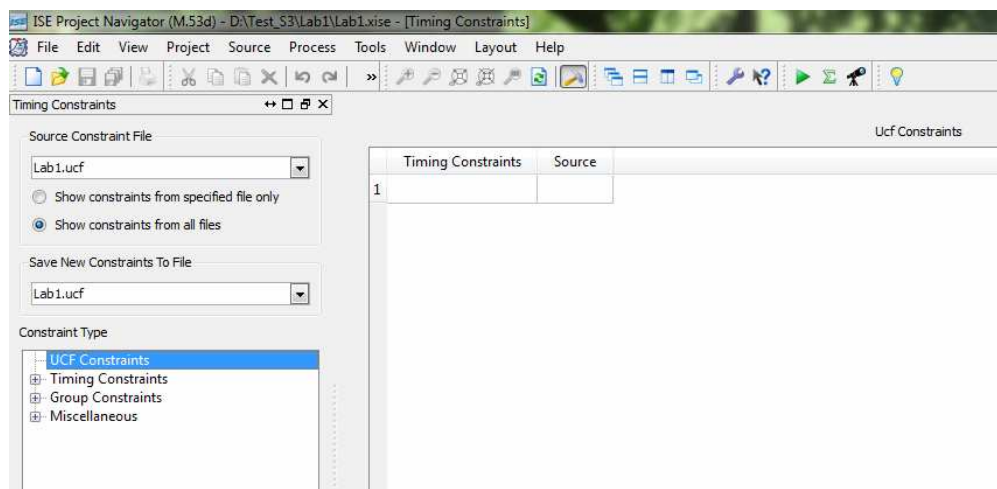 ISE Project Navigator (M.53d) - D:\Test_S3\Lab1\Lab1.xise - [Timing Constraints]
File Edit View Project Source Process Tools Window Layout Help
Timing Constraints
Source Constraint File
Lab1.ucf
Show constraints from specified file only
Show constraints from all files
Save New Constraints To File
Lab1.ucf
Constraint Type
UCF Constraints
Timing Constraints
Group Constraints
Miscellaneous
Ucf Constraints
Timing Constraints Source
1